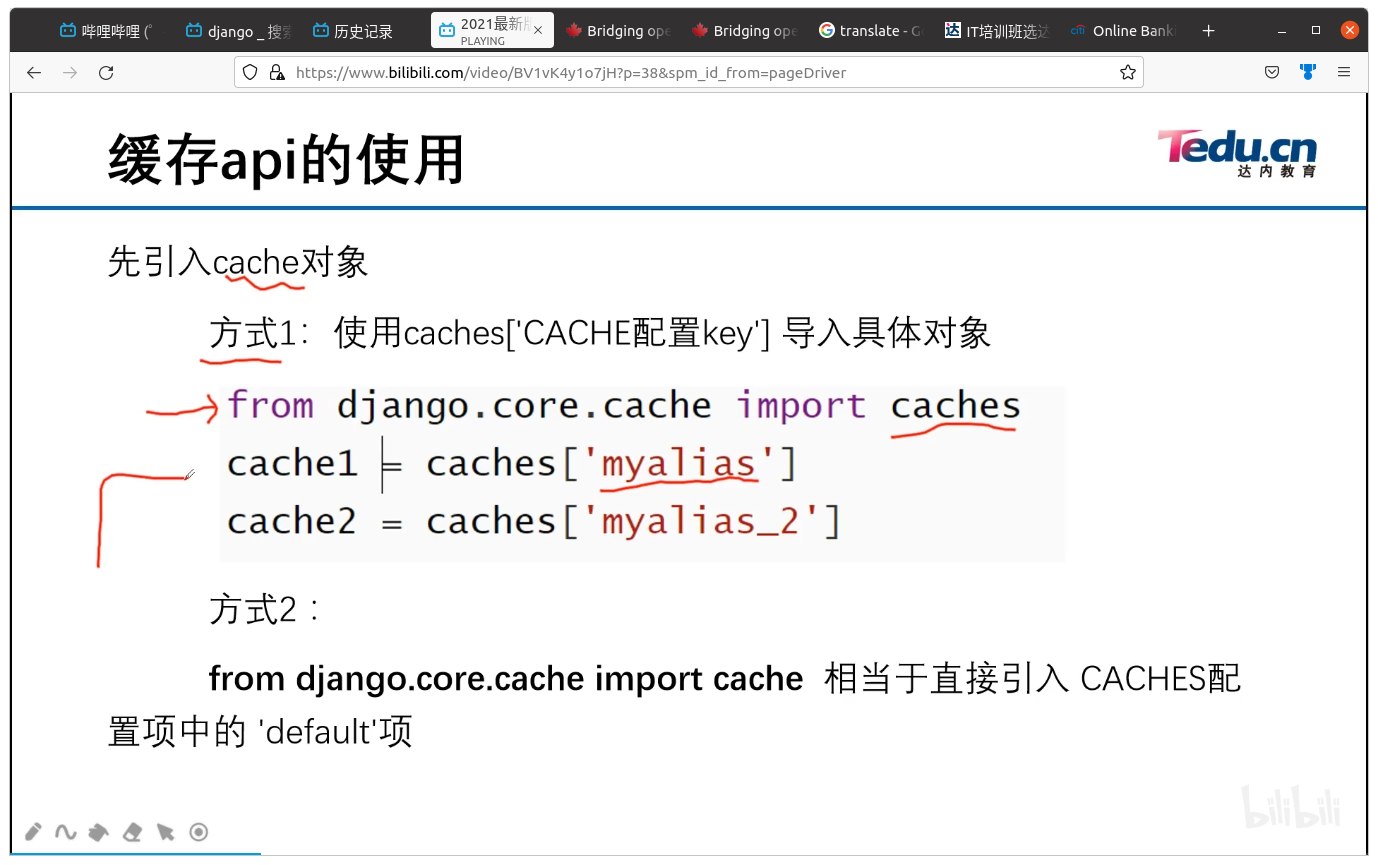 哔哩哔哩 (
django _ 搜
历史记录
2021最新
PLAYING
Bridging ope
Bridging ope
translate - G
达 IT培训班选
citi Online Bank
https://www.bilibili.com/video/BV1vK4y1o7jH?p=38&spm_id_from=pageDriver
缓存api的使用
Tedu.cn
达内教育
先引入cache对象
方式1：使用caches['CACHE配置key'] 导入具体对象
from django.core.cache import caches
cache1 = caches['myalias']
cache2 = caches['myalias_2']
方式2：
from django.core.cache import cache 相当于直接引入 CACHES配
置项中的 'default'项
bilibili